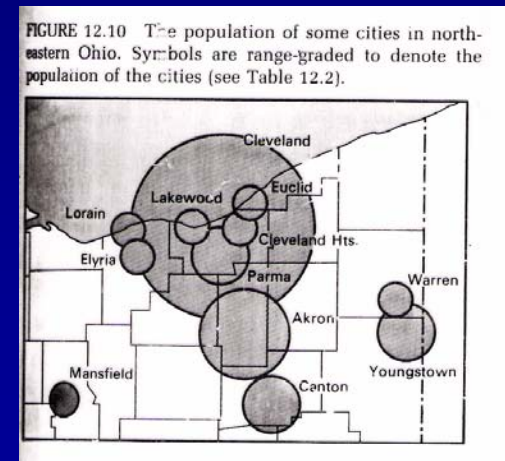 FIGURE 12.10 The population of some cities in north-
eastern Ohio. Symbols are range-graded to denote the
population of the cities (see Table 12.2).
Cleveland
Lakewood
Euclid
Lorain
Cleveland Hts.
Elyria
Parma
Warren
Akron
Youngstown
Mansfield
Canton